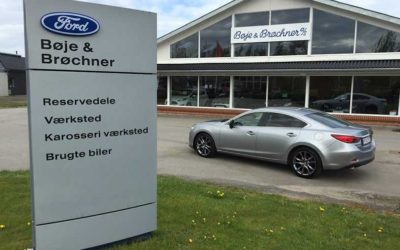 Ford
Bøje &
Brøchner
Reservedele
Værksted
Karosseri værksted
Brugte biler
Bøje & Brøchner A/S